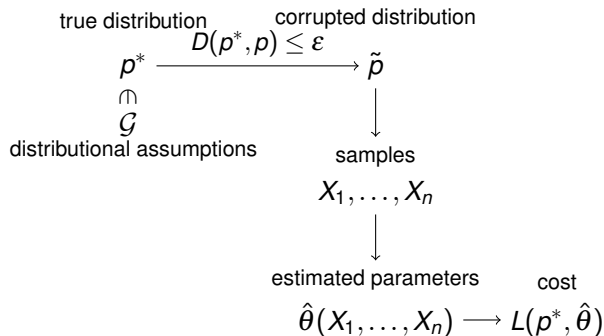 true distribution
corrupted distribution
D(p*, p) ≤ ε
p* ⟶ p̃
∈
𝒢
distributional assumptions
samples
X₁, …, Xₙ
estimated parameters
cost
θ̂(X₁, …, Xₙ) ⟶ L(p*, θ̂)